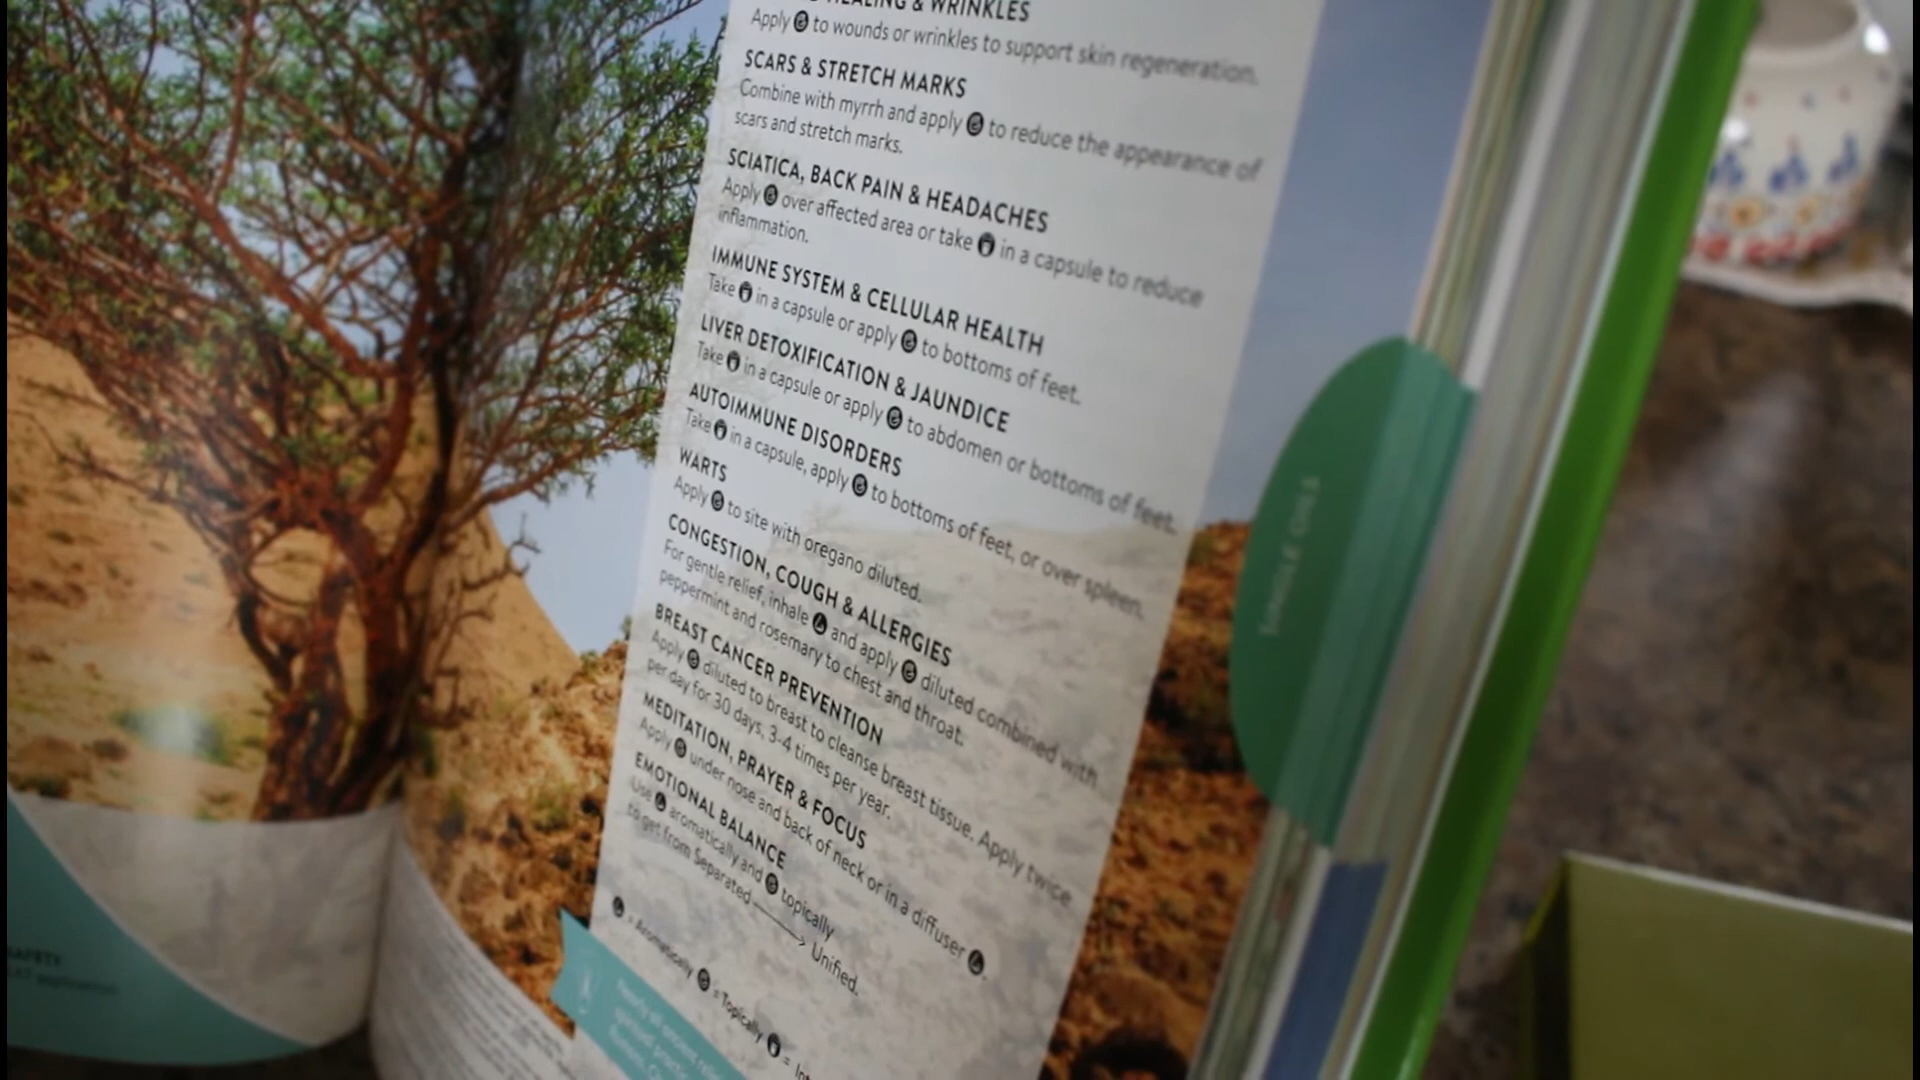 HEALING & WRINKLES
Apply to wounds or wrinkles to support skin regeneration.
SCARS & STRETCH MARKS
Combine with myrrh and apply to reduce the appearance of
scars and stretch marks.
SCIATICA, BACK PAIN & HEADACHES
Apply over affected area or take in a capsule to reduce
inflammation.
IMMUNE SYSTEM & CELLULAR HEALTH
Take in a capsule or apply to bottoms of feet.
LIVER DETOXIFICATION & JAUNDICE
Take in a capsule or apply to abdomen or bottoms of feet.
AUTOIMMUNE DISORDERS
Take in a capsule, apply to bottoms of feet, or over spleen.
WARTS
Apply to site with oregano diluted.
CONGESTION, COUGH & ALLERGIES
For gentle relief, inhale and apply diluted combined with
peppermint and rosemary to chest and throat.
BREAST CANCER PREVENTION
Apply diluted to breast to cleanse breast tissue. Apply twice
per day for 30 days, 3-4 times per year.
MEDITATION, PRAYER & FOCUS
Apply under nose and back of neck or in a diffuser.
EMOTIONAL BALANCE
Use aromatically and topically
to get from Separated → Unified.
= Aromatically = Topically =
SINGLE OILS
SAFETY